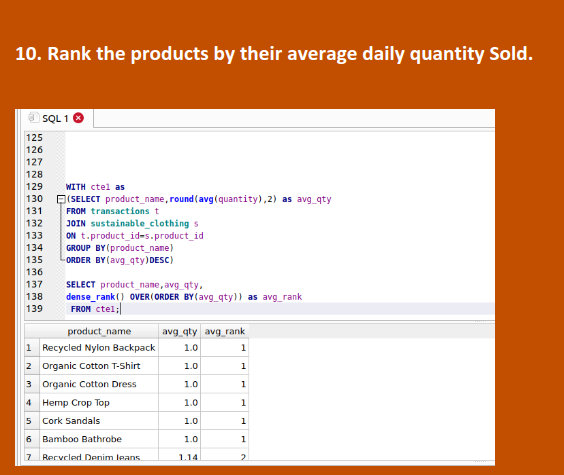 10. Rank the products by their average daily quantity Sold.
SQL 1
125
126
127
128
129 WITH cte1 as
130 (SELECT product_name,round(avg(quantity),2) as avg_qty
131 FROM transactions t
132 JOIN sustainable_clothing s
133 ON t.product_id=s.product_id
134 GROUP BY(product_name)
135 ORDER BY(avg_qty)DESC)
136
137 SELECT product_name,avg_qty,
138 dense_rank() OVER(ORDER BY(avg_qty)) as avg_rank
139 FROM cte1;
product_name avg_qty avg_rank
1 Recycled Nylon Backpack 1.0 1
2 Organic Cotton T-Shirt 1.0 1
3 Organic Cotton Dress 1.0 1
4 Hemp Crop Top 1.0 1
5 Cork Sandals 1.0 1
6 Bamboo Bathrobe 1.0 1
7 Recycled Denim Jeans 1.14 2